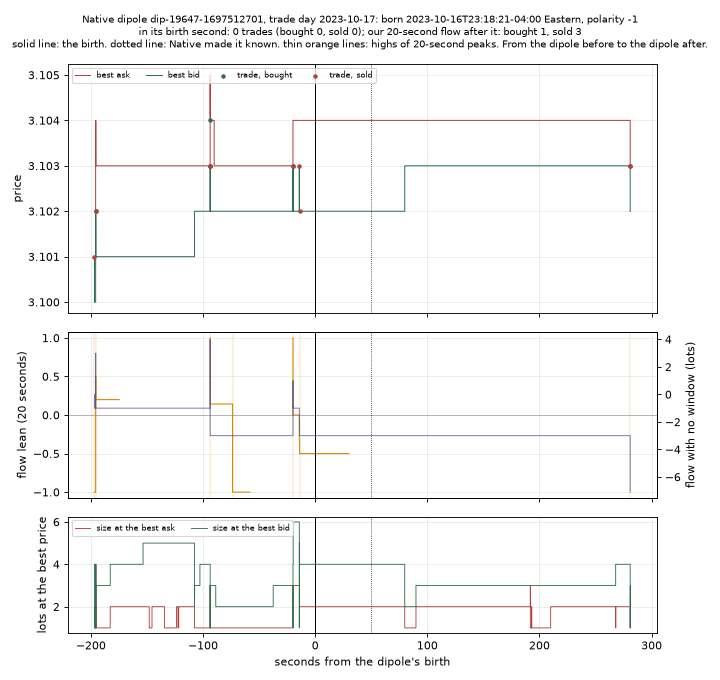 Native dipole dip-19647-1697512701, trade day 2023-10-17: born 2023-10-16T23:18:21-04:00 Eastern, polarity -1
in its birth second: 0 trades (bought 0, sold 0); our 20-second flow after it: bought 1, sold 3
solid line: the birth. dotted line: Native made it known. thin orange lines: highs of 20-second peaks. From the dipole before to the dipole after.
best ask
best bid
trade, bought
trade, sold
3.105
3.104
3.103
3.102
3.101
3.100
price
1.0
0.5
0.0
−0.5
−1.0
flow lean (20 seconds)
4
2
0
−2
−4
−6
flow with no window (lots)
size at the best ask
size at the best bid
6
4
2
lots at the best price
−200
−100
0
100
200
300
seconds from the dipole's birth